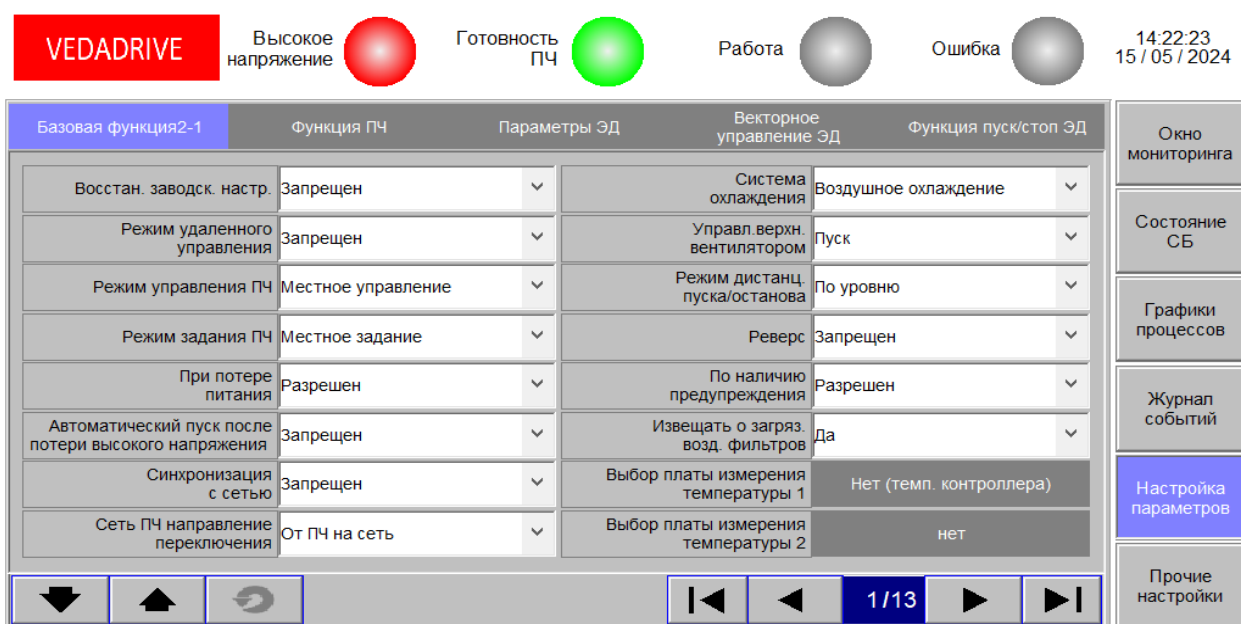 VEDADRIVE
Высокое
напряжение
Готовность
ПЧ
Работа
Ошибка
14:22:23
15 / 05 / 2024
Базовая функция2-1
Функция ПЧ
Параметры ЭД
Векторное
управление ЭД
Функция пуск/стоп ЭД
Восстан. заводск. настр.
Запрещен
Система
охлаждения
Воздушное охлаждение
Режим удаленного
управления
Запрещен
Управл.верхн.
вентилятором
Пуск
Режим управления ПЧ
Местное управление
Режим дистанц.
пуска/останова
По уровню
Режим задания ПЧ
Местное задание
Реверс
Запрещен
При потере
питания
Разрешен
По наличию
предупреждения
Разрешен
Автоматический пуск после
потери высокого напряжения
Запрещен
Извещать о загряз.
возд. фильтров
Да
Синхронизация
с сетью
Запрещен
Выбор платы измерения
температуры 1
Нет (темп. контроллера)
Сеть ПЧ направление
переключения
От ПЧ на сеть
Выбор платы измерения
температуры 2
нет
1/13
Окно
мониторинга
Состояние
СБ
Графики
процессов
Журнал
событий
Настройка
параметров
Прочие
настройки